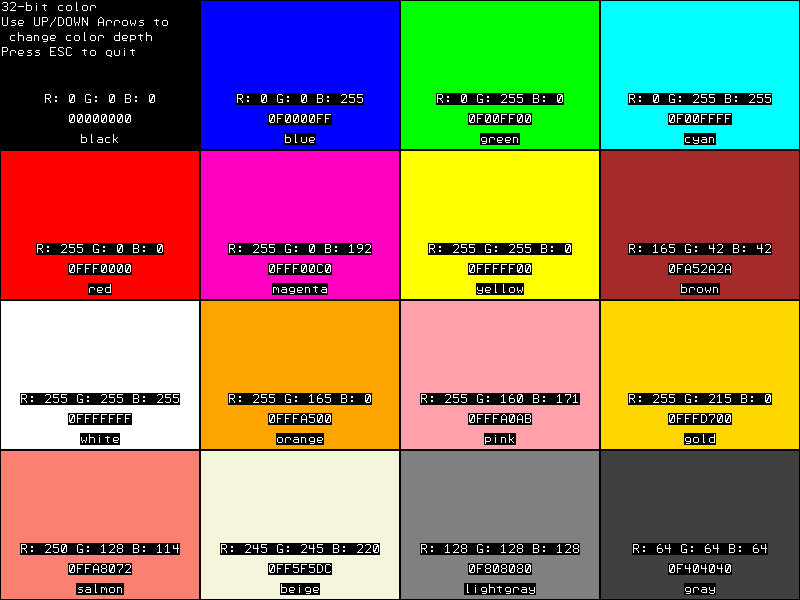 32-bit color
Use UP/DOWN Arrows to
change color depth
Press ESC to quit
R: 0 G: 0 B: 0
00000000
black
R: 0 G: 0 B: 255
0F0000FF
blue
R: 0 G: 255 B: 0
0F00FF00
green
R: 0 G: 255 B: 255
0F00FFFF
cyan
R: 255 G: 0 B: 0
0FFF0000
red
R: 255 G: 0 B: 192
0FFF00C0
magenta
R: 255 G: 255 B: 0
0FFFFF00
yellow
R: 165 G: 42 B: 42
0FA52A2A
brown
R: 255 G: 255 B: 255
0FFFFFFF
white
R: 255 G: 165 B: 0
0FFFA500
orange
R: 255 G: 160 B: 171
0FFFA0AB
pink
R: 255 G: 215 B: 0
0FFFD700
gold
R: 250 G: 128 B: 114
0FFA8072
salmon
R: 245 G: 245 B: 220
0FF5F5DC
beige
R: 128 G: 128 B: 128
0F808080
lightgray
R: 64 G: 64 B: 64
0F404040
gray